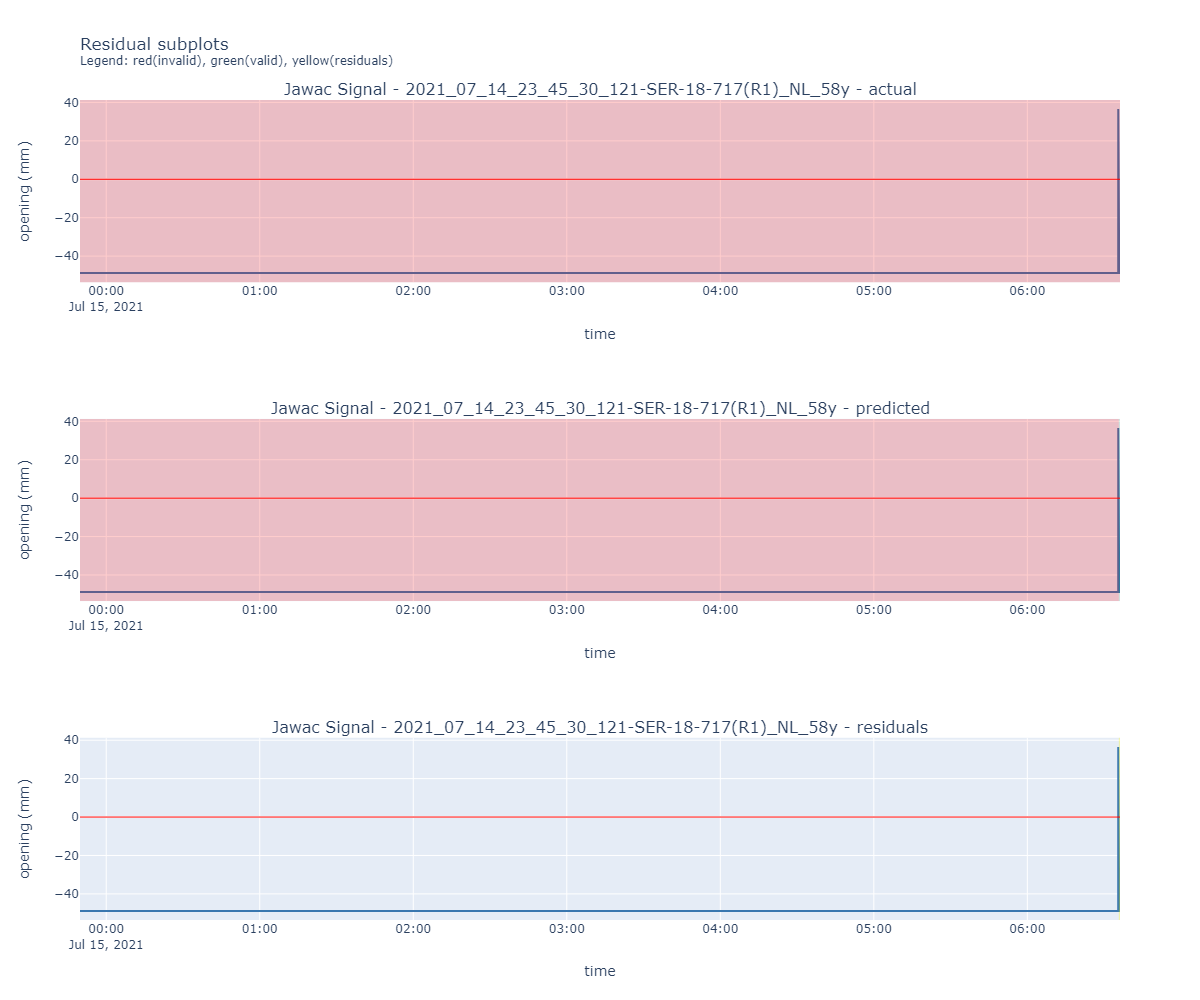 Residual subplots
Legend: red(invalid), green(valid), yellow(residuals)
Jawac Signal - 2021_07_14_23_45_30_121-SER-18-717(R1)_NL_58y - actual
opening (mm)
40
20
0
−20
−40
00:00 01:00 02:00 03:00 04:00 05:00 06:00
Jul 15, 2021
time
Jawac Signal - 2021_07_14_23_45_30_121-SER-18-717(R1)_NL_58y - predicted
opening (mm)
40
20
0
−20
−40
00:00 01:00 02:00 03:00 04:00 05:00 06:00
Jul 15, 2021
time
Jawac Signal - 2021_07_14_23_45_30_121-SER-18-717(R1)_NL_58y - residuals
opening (mm)
40
20
0
−20
−40
00:00 01:00 02:00 03:00 04:00 05:00 06:00
Jul 15, 2021
time